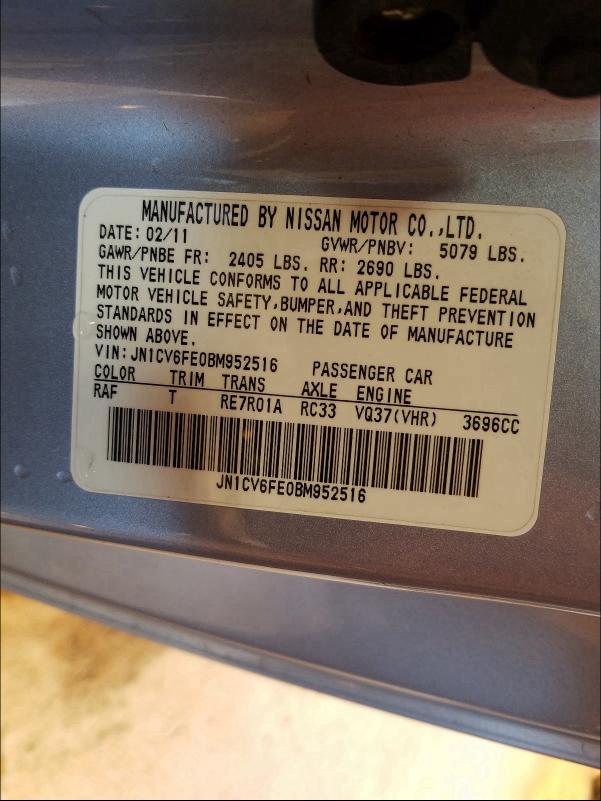 MANUFACTURED BY NISSAN MOTOR CO.,LTD.
DATE: 02/11 GVWR/PNBV: 5079 LBS.
GAWR/PNBE FR: 2405 LBS. RR: 2690 LBS.
THIS VEHICLE CONFORMS TO ALL APPLICABLE FEDERAL
MOTOR VEHICLE SAFETY,BUMPER,AND THEFT PREVENTION
STANDARDS IN EFFECT ON THE DATE OF MANUFACTURE
SHOWN ABOVE.
VIN:JN1CV6FE0BM952516 PASSENGER CAR
COLOR TRIM TRANS AXLE ENGINE
RAF T RE7R01A RC33 VQ37(VHR) 3696CC
JN1CV6FE0BM952516